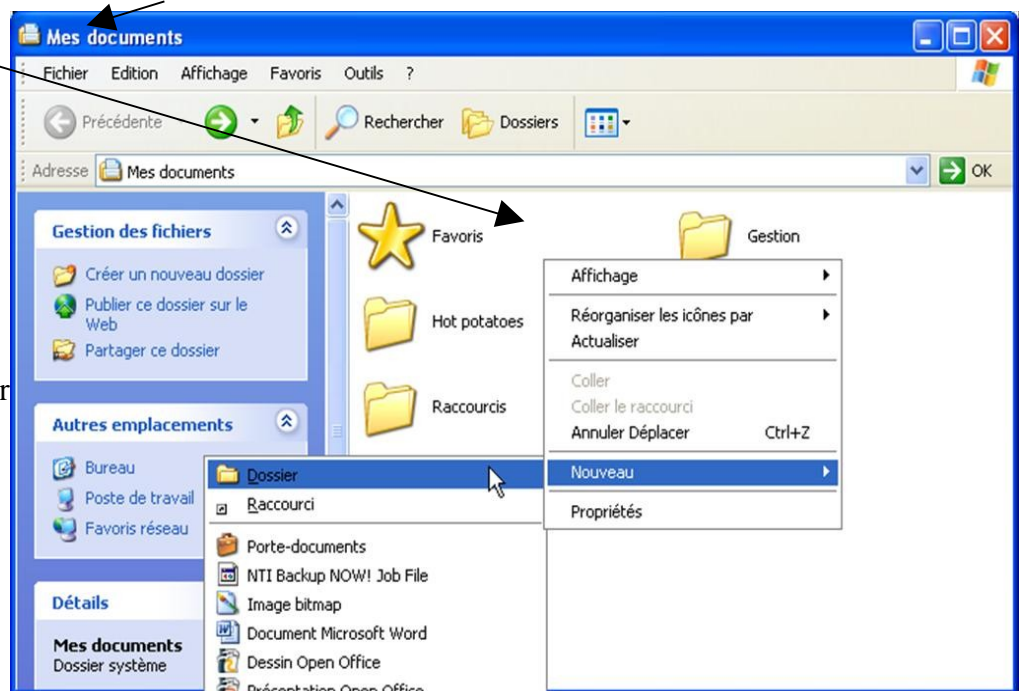 Mes documents
Fichier Edition Affichage Favoris Outils ?
Précédente Rechercher Dossiers
Adresse Mes documents OK
Gestion des fichiers
Créer un nouveau dossier
Publier ce dossier sur le
Web
Partager ce dossier
r
Autres emplacements
Bureau
Poste de travail
Favoris réseau
Détails
Mes documents
Dossier système
Favoris
Gestion
Hot potatoes
Raccourcis
Affichage
Réorganiser les icônes par
Actualiser
Coller
Coller le raccourci
Annuler Déplacer Ctrl+Z
Nouveau
Propriétés
Dossier
Raccourci
Porte-documents
NTI Backup NOW! Job File
Image bitmap
Document Microsoft Word
Dessin Open Office
Présentation Open Office